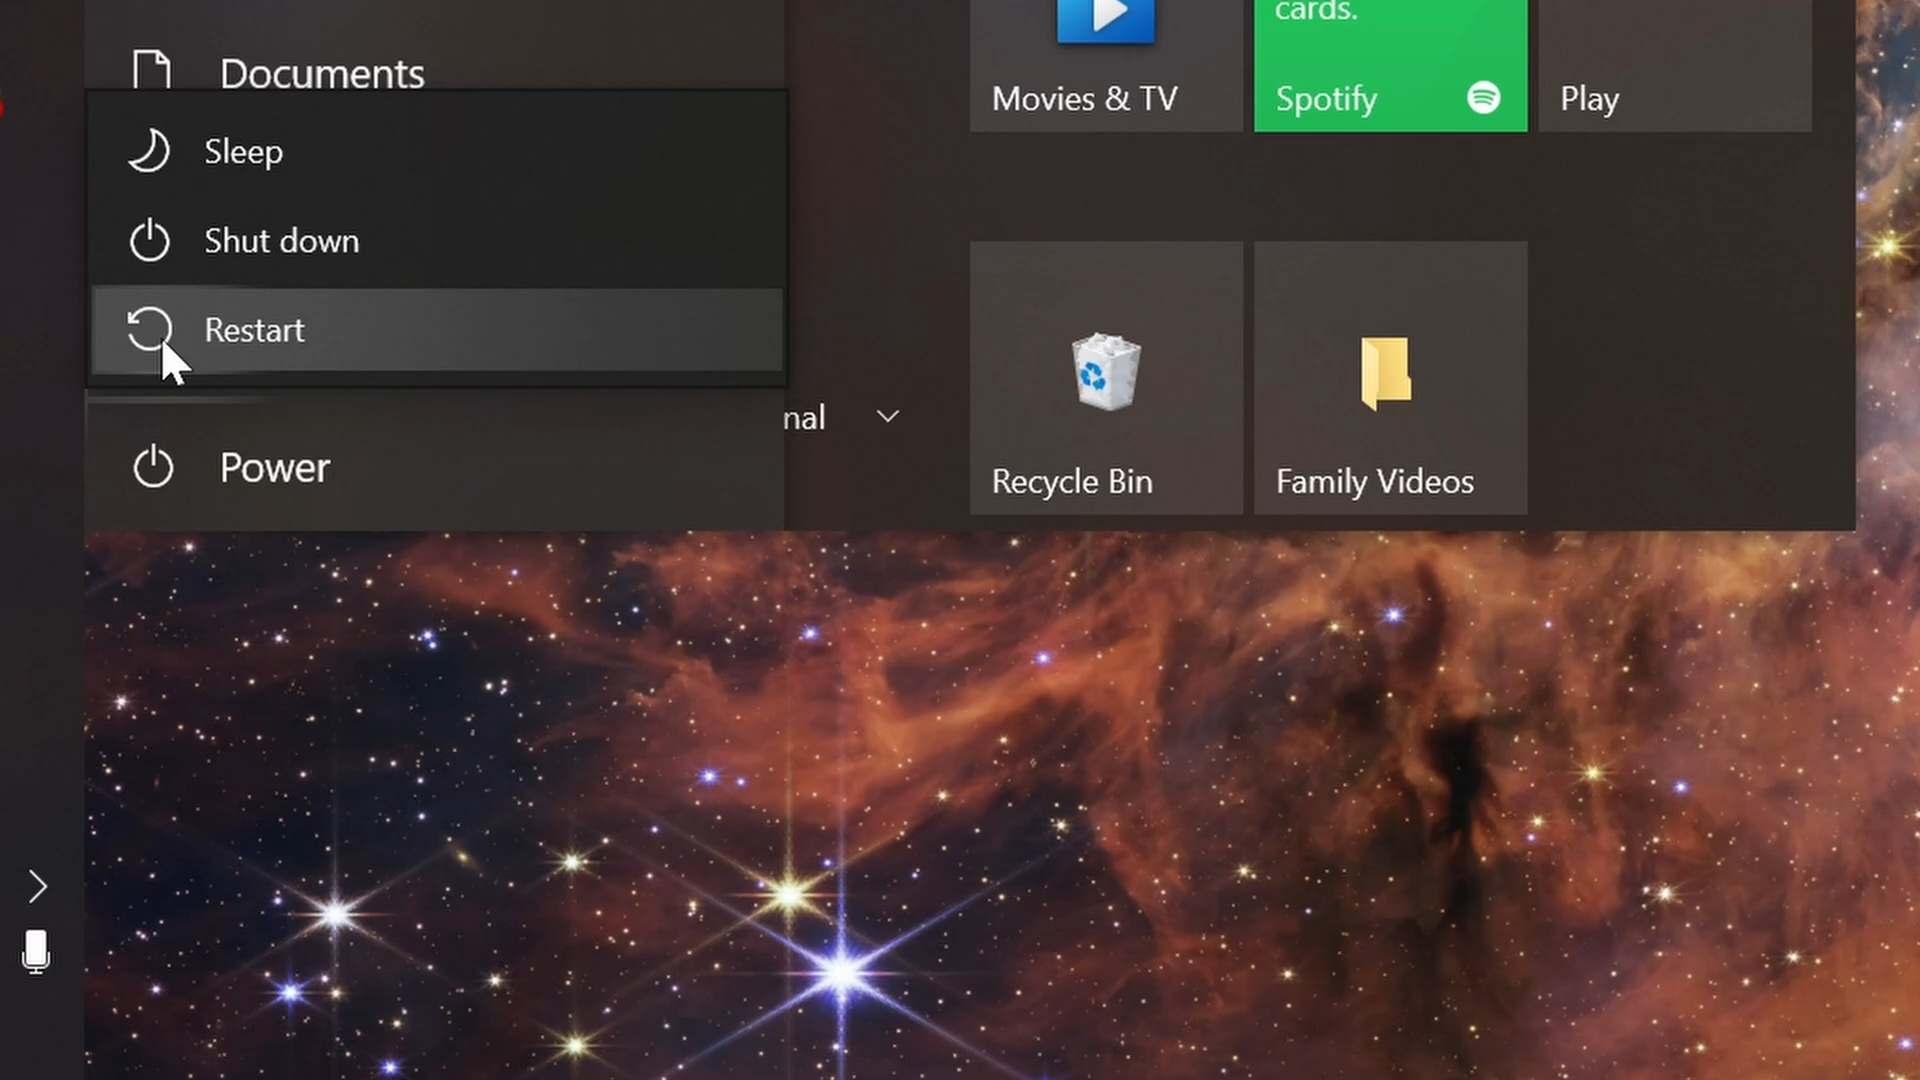 Documents
Sleep
Shut down
Restart
Power
nal
cards.
Movies & TV
Spotify
Play
Recycle Bin
Family Videos